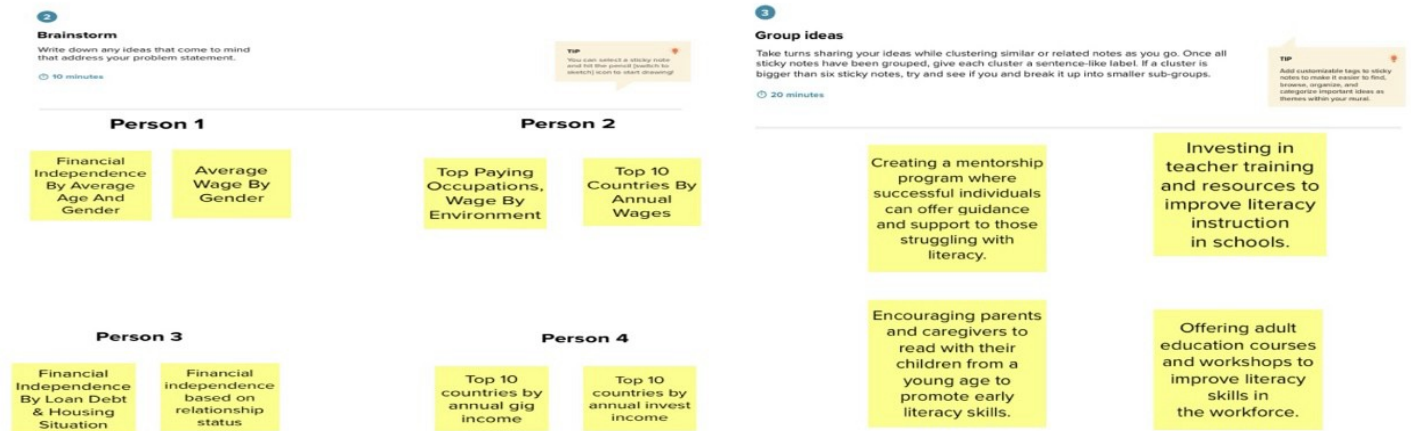 2
Brainstorm
Write down any ideas that come to mind
that address your problem statement.
10 minutes
TIP
You can select a sticky note
and hit the pencil [switch to
sketch] icon to start drawing!
Person 1
Financial
Independence
By Average
Age And
Gender
Average
Wage By
Gender
Person 2
Top Paying
Occupations,
Wage By
Environment
Top 10
Countries By
Annual
Wages
Person 3
Financial
Independence
By Loan Debt
& Housing
Situation
Financial
independence
based on
relationship
status
Person 4
Top 10
countries by
annual gig
income
Top 10
countries by
annual invest
income
3
Group ideas
Take turns sharing your ideas while clustering similar or related notes as you go. Once all
sticky notes have been grouped, give each cluster a sentence-like label. If a cluster is
bigger than six sticky notes, try and see if you and break it up into smaller sub-groups.
20 minutes
TIP
Add customizable tags to sticky
notes to make it easier to find,
browse, organize, and
categorize important ideas as
themes within your mural.
Creating a mentorship
program where
successful individuals
can offer guidance
and support to those
struggling with
literacy.
Investing in
teacher training
and resources to
improve literacy
instruction
in schools.
Encouraging parents
and caregivers to
read with their
children from a
young age to
promote early
literacy skills.
Offering adult
education courses
and workshops to
improve literacy
skills in
the workforce.